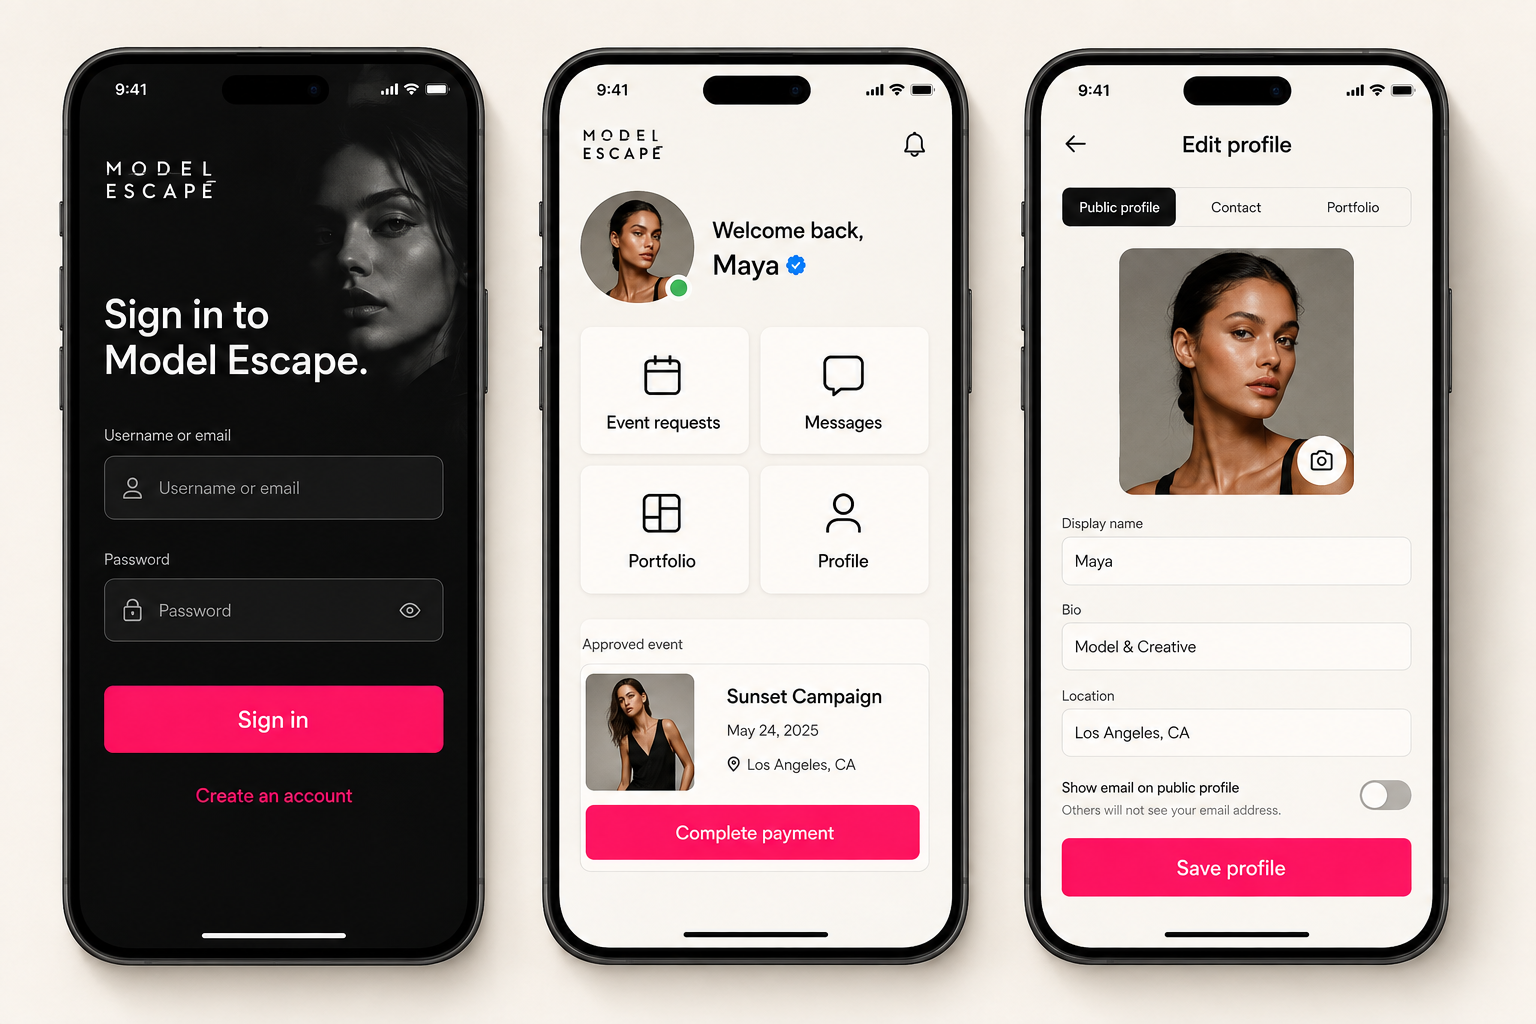 9:41
MODEL
ESCAPE
Sign in to
Model Escape.
Username or email
Username or email
Password
Password
Sign in
Create an account
9:41
MODEL
ESCAPE
Welcome back,
Maya
Event requests
Messages
Portfolio
Profile
Approved event
Sunset Campaign
May 24, 2025
Los Angeles, CA
Complete payment
9:41
Edit profile
Public profile
Contact
Portfolio
Display name
Maya
Bio
Model & Creative
Location
Los Angeles, CA
Show email on public profile
Others will not see your email address.
Save profile